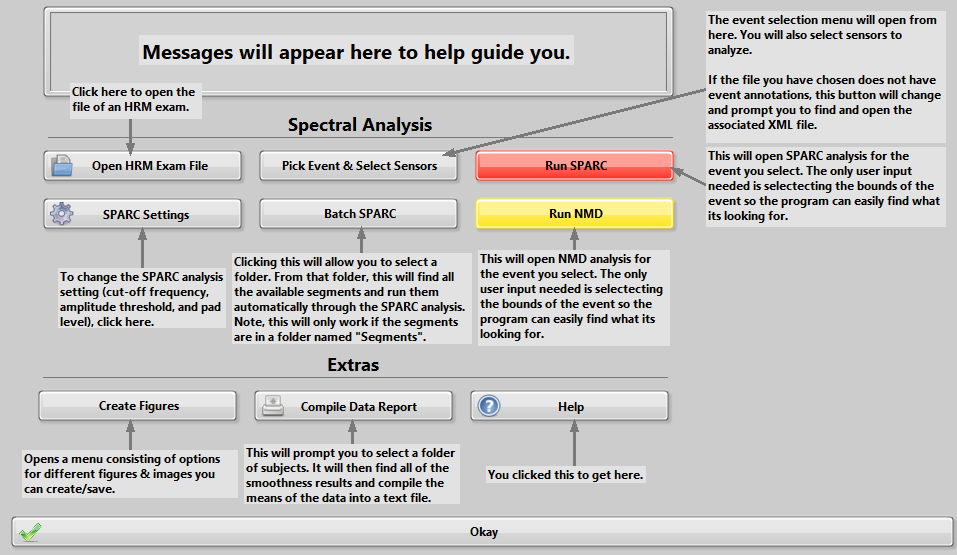 Messages will appear here to help guide you.
The event selection menu will open from
here. You will also select sensors to
analyze.
If the file you have chosen does not have
event annotations, this button will change
and prompt you to find and open the
associated XML file.
Click here to open the
file of an HRM exam.
Spectral Analysis
Open HRM Exam File
Pick Event & Select Sensors
Run SPARC
This will open SPARC analysis for the
event you select. The only user input
needed is selectecting the bounds of the
event so the program can easily find what
its looking for.
SPARC Settings
Batch SPARC
Run NMD
To change the SPARC analysis
setting (cut-off frequency,
amplitude threshold, and pad
level), click here.
Clicking this will allow you to select a
folder. From that folder, this will find all
the available segments and run them
automatically through the SPARC analysis.
Note, this will only work if the segments
are in a folder named "Segments".
This will open NMD analysis for
the event you select. The only
user input needed is selectecting
the bounds of the event so the
program can easily find what its
looking for.
Extras
Create Figures
Compile Data Report
Help
Opens a menu consisting of options
for different figures & images you
can create/save.
This will prompt you to select a folder
of subjects. It will then find all of the
smoothness results and compile the
means of the data into a text file.
You clicked this to get here.
Okay